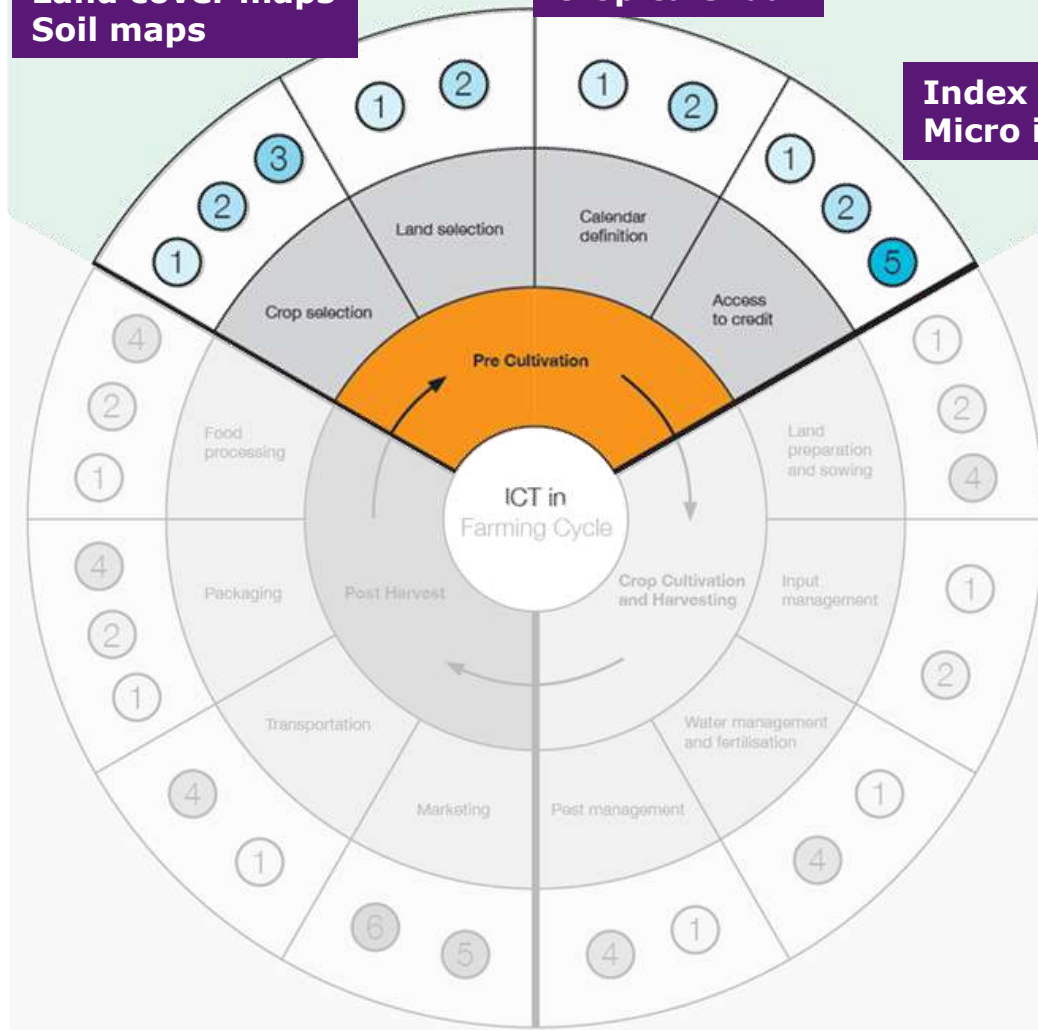 Land cover maps
Soil maps
Index
Micro i
1
2
3
1
2
1
2
1
2
5
Crop selection
Land selection
Calendar
definition
Access
to credit
Pre Cultivation
ICT in
Farming Cycle
Crop Cultivation
and Harvesting
Post Harvest
Land
preparation
and sowing
1
2
4
Input
management
1
2
Water management
and fertilisation
1
4
Pest management
1
4
Marketing
5
6
Transportation
1
4
Packaging
1
2
4
Food
processing
1
2
4